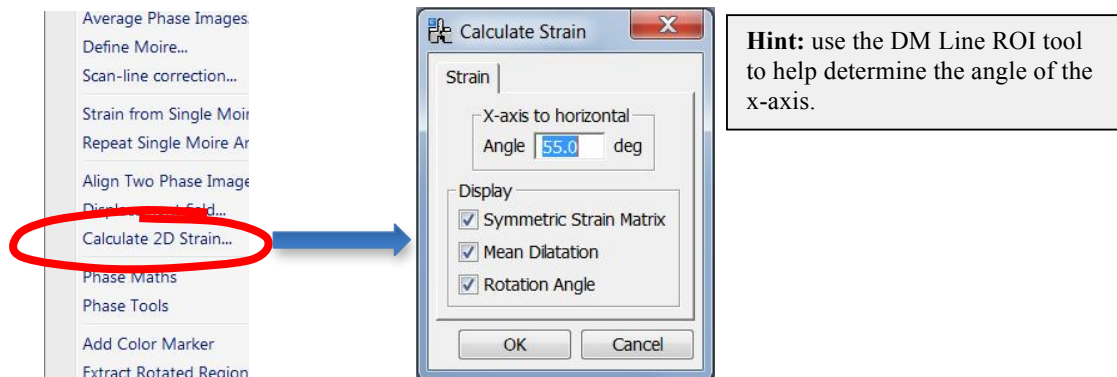 Average Phase Images
Define Moire...
Scan-line correction...
Strain from Single Moi
Repeat Single Moire A
Align Two Phase Image
Calculate 2D Strain...
Phase Maths
Phase Tools
Add Color Marker
Extract Rotated Region
Calculate Strain
Strain
X-axis to horizontal
Angle 55.0 deg
Display
Symmetric Strain Matrix
Mean Dilatation
Rotation Angle
OK Cancel
Hint: use the DM Line ROI tool
to help determine the angle of the
x-axis.